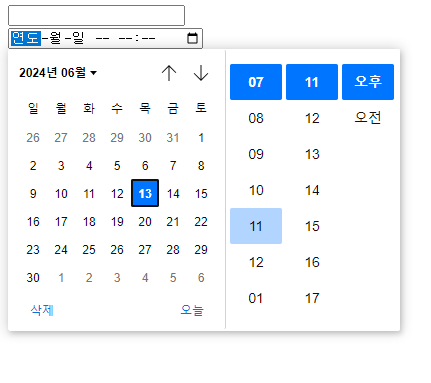 연도-월-일 -- --:--
2024년 06월
일 월 화 수 목 금 토
26 27 28 29 30 31 1
2 3 4 5 6 7 8
9 10 11 12 13 14 15
16 17 18 19 20 21 22
23 24 25 26 27 28 29
30 1 2 3 4 5 6
삭제 오늘
07 11 오후
08 12 오전
09 13
10 14
11 15
12 16
01 17